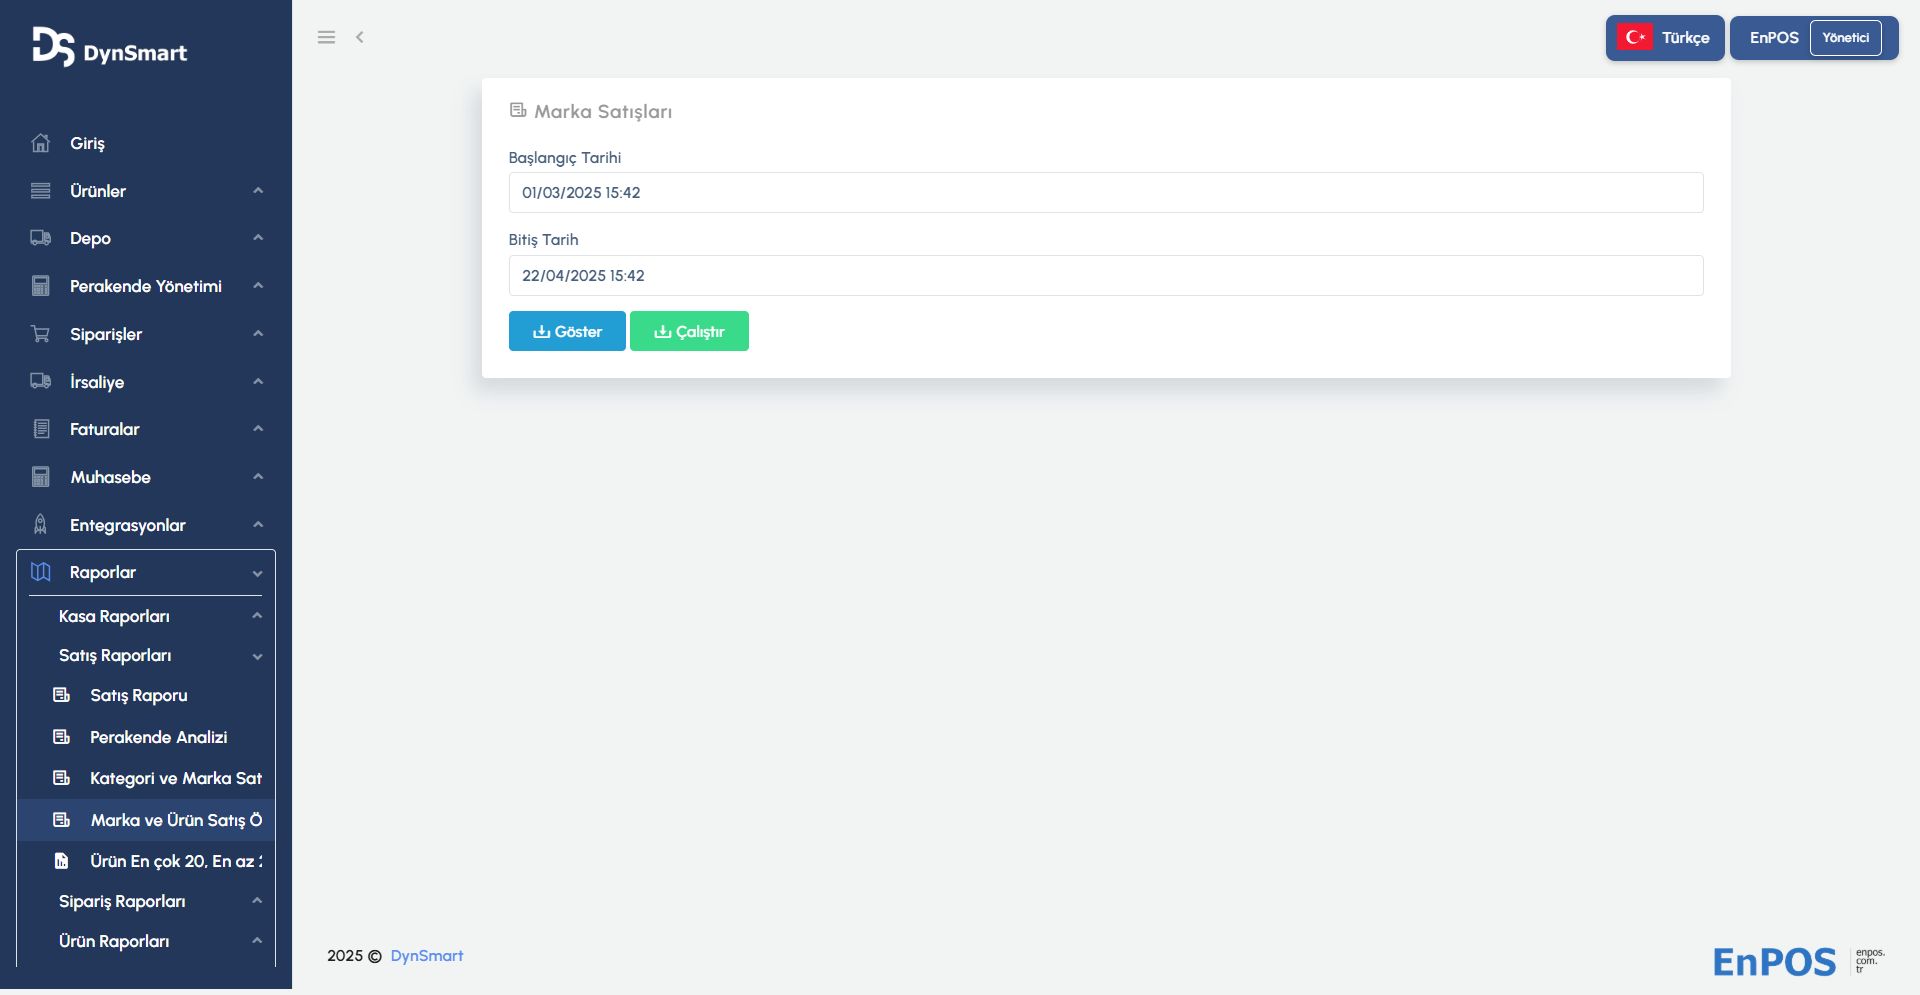 DS DynSmart
Giriş
Ürünler
Depo
Perakende Yönetimi
Siparişler
İrsaliye
Faturalar
Muhasebe
Entegrasyonlar
Raporlar
Kasa Raporları
Satış Raporları
Satış Raporu
Perakende Analizi
Kategori ve Marka Sat
Marka ve Ürün Satış Ö
Ürün En çok 20, En az
Sipariş Raporları
Ürün Raporları
Türkçe
EnPOS Yönetici
Marka Satışları
Başlangıç Tarihi
01/03/2025 15:42
Bitiş Tarih
22/04/2025 15:42
Göster Çalıştır
2025 © DynSmart
EnPOS
enpos.
com.
tr